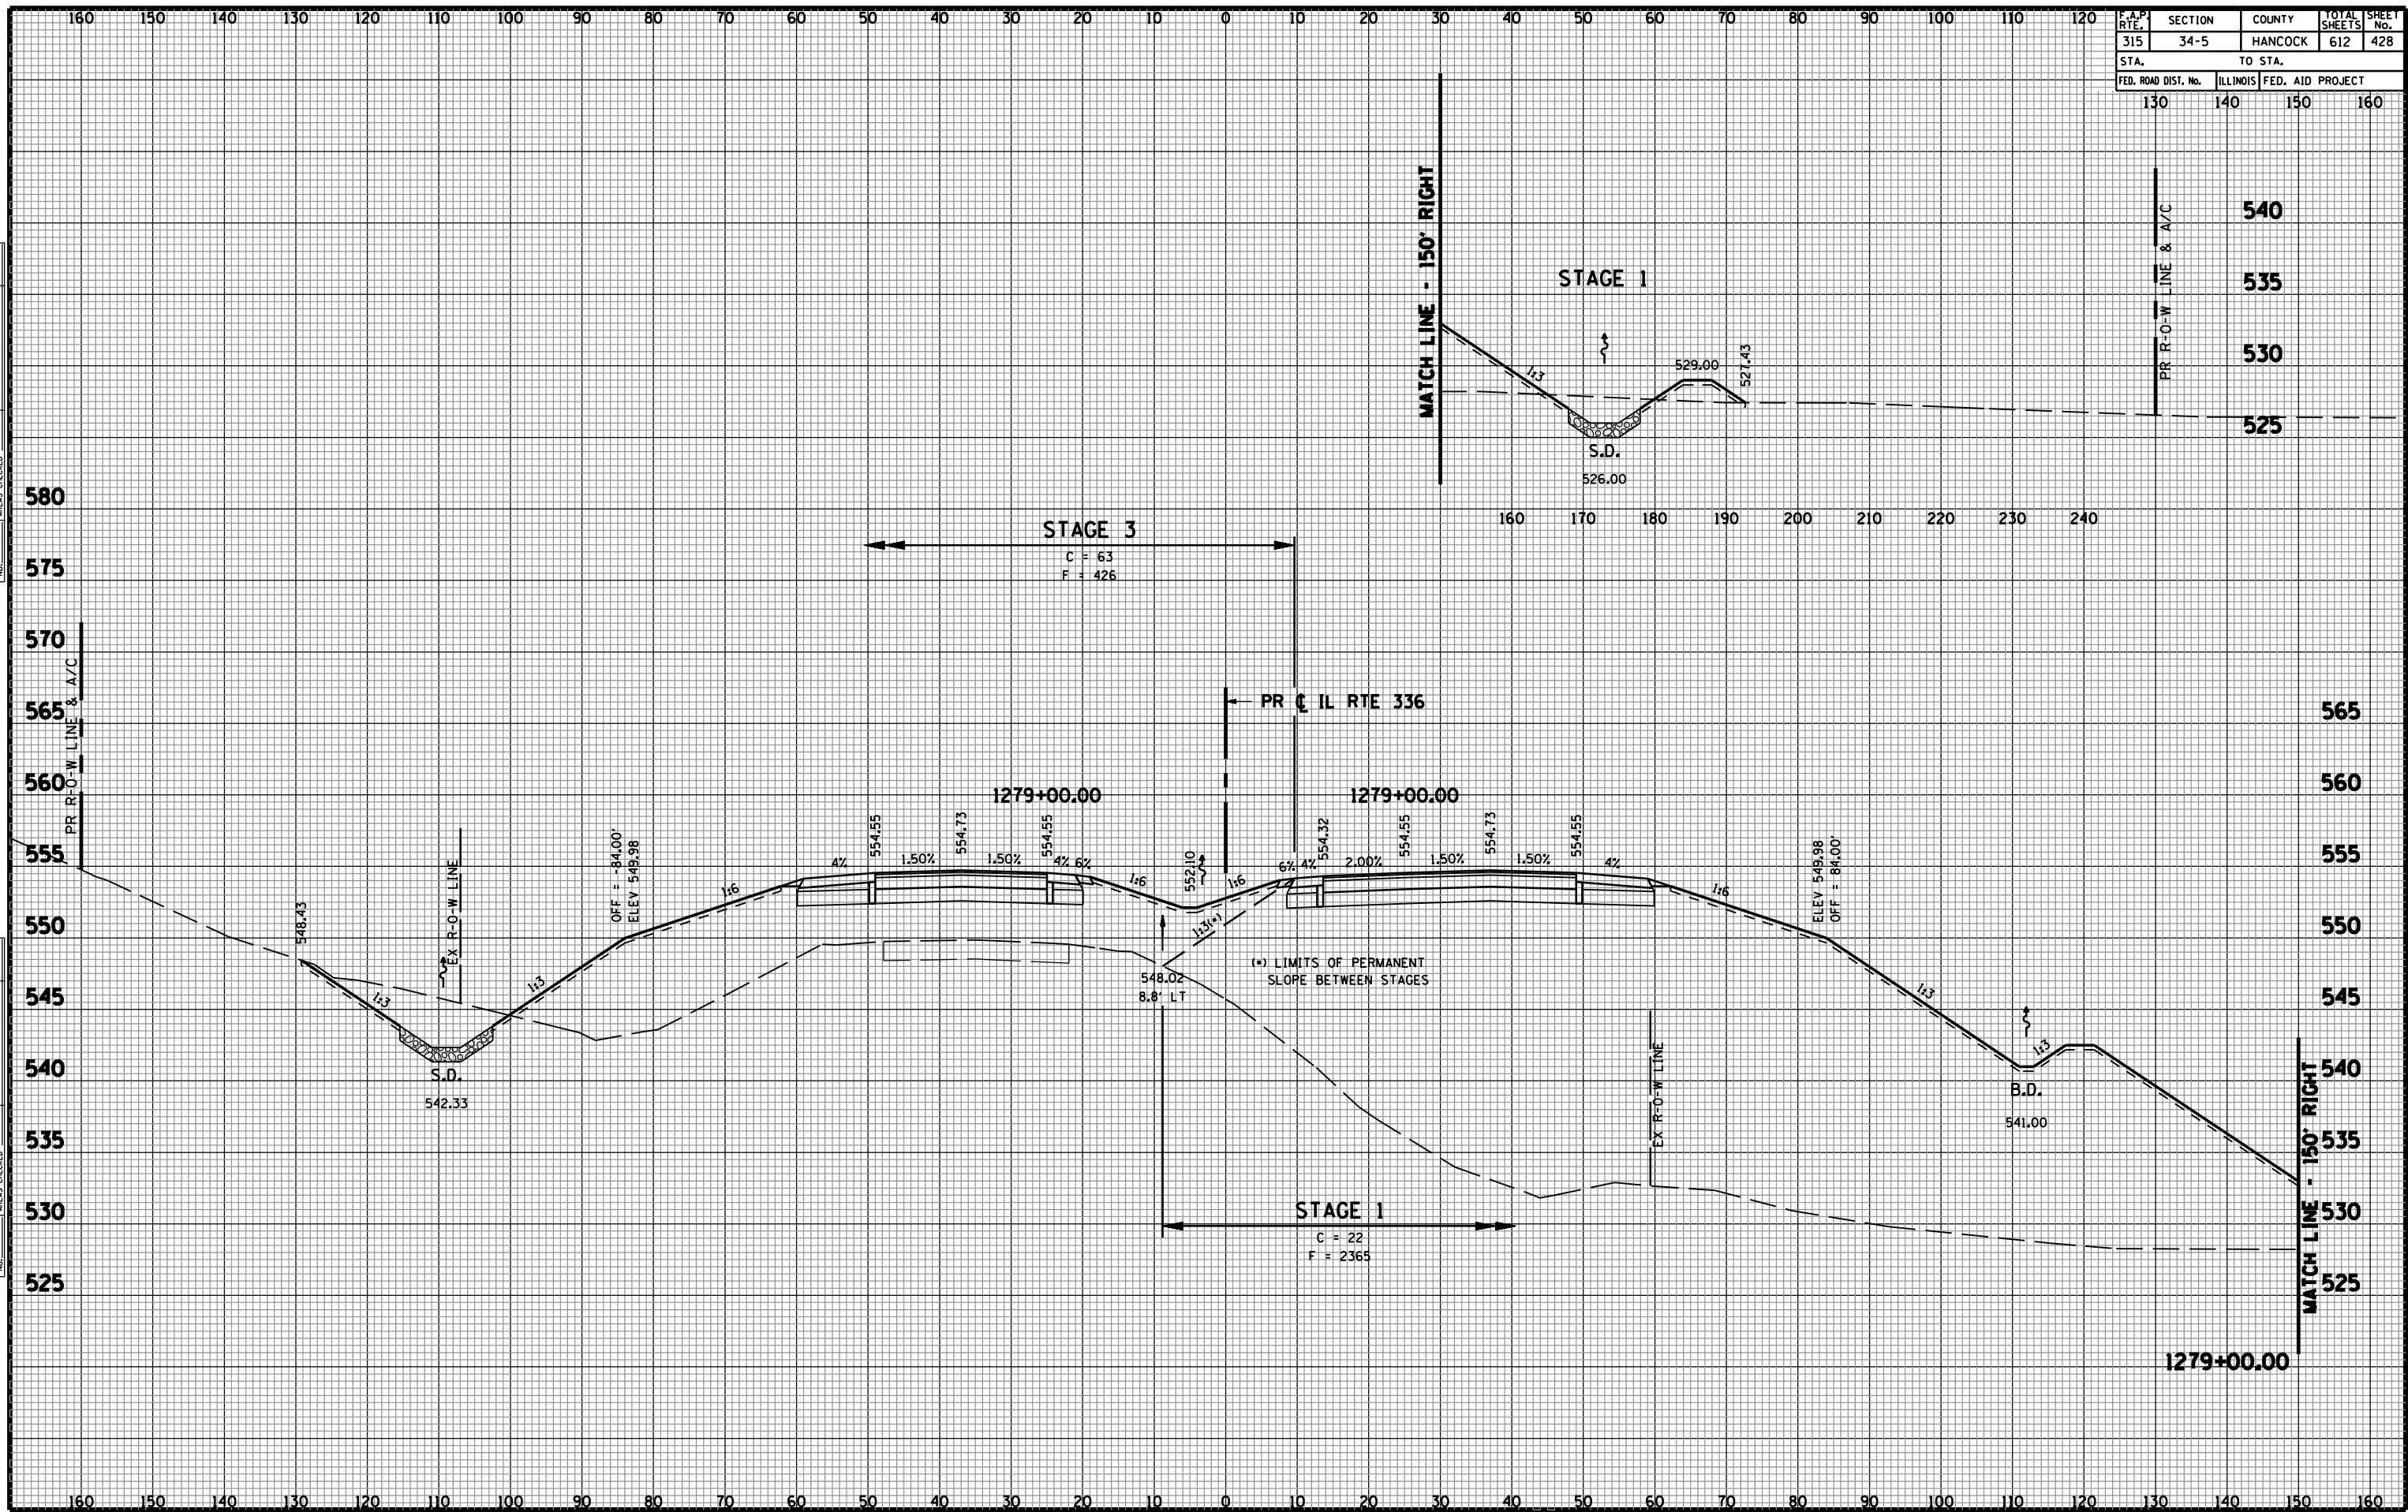 160 150 140 130 120 110 100 90 80 70 60 50 40 30 20 10 0 10 20 30 40 50 60 70 80 90 100 110 120
F.A.P. RTE. SECTION COUNTY TOTAL SHEETS SHEET No.
315 34-5 HANCOCK 612 428
STA. TO STA.
FED. ROAD DIST. No. ILLINOIS FED. AID PROJECT
130 140 150 160
MATCH LINE - 150' RIGHT
STAGE 1
PR R-O-W LINE & A/C
540
535
530
525
1:3
529.00
527.43
S.D.
526.00
160 170 180 190 200 210 220 230 240
580
575
570
565
560
555
550
545
540
535
530
525
STAGE 3
C = 63
F = 426
PR R-O-W LINE & A/C
PR ℄ IL RTE 336
1279+00.00
1279+00.00
565
560
555
550
545
540
535
530
525
548.43
EX R-O-W LINE
1:3
1:3
S.D.
542.33
OFF = -84.00'
ELEV 549.98
1:6
4%
554.55
1.50%
554.73
1.50%
554.55
4% 6%
1:6
552.10
1:6
6% 4%
554.32
2.00%
554.55
1.50%
554.73
1.50%
554.55
4%
1:6
ELEV 549.98
OFF = 84.00'
1:3(•)
548.02
8.8' LT
(•) LIMITS OF PERMANENT
SLOPE BETWEEN STAGES
EX R-O-W LINE
1:3
1:3
B.D.
541.00
STAGE 1
C = 22
F = 2365
MATCH LINE - 150' RIGHT
1279+00.00
160 150 140 130 120 110 100 90 80 70 60 50 40 30 20 10 0 10 20 30 40 50 60 70 80 90 100 110 120 130 140 150 160